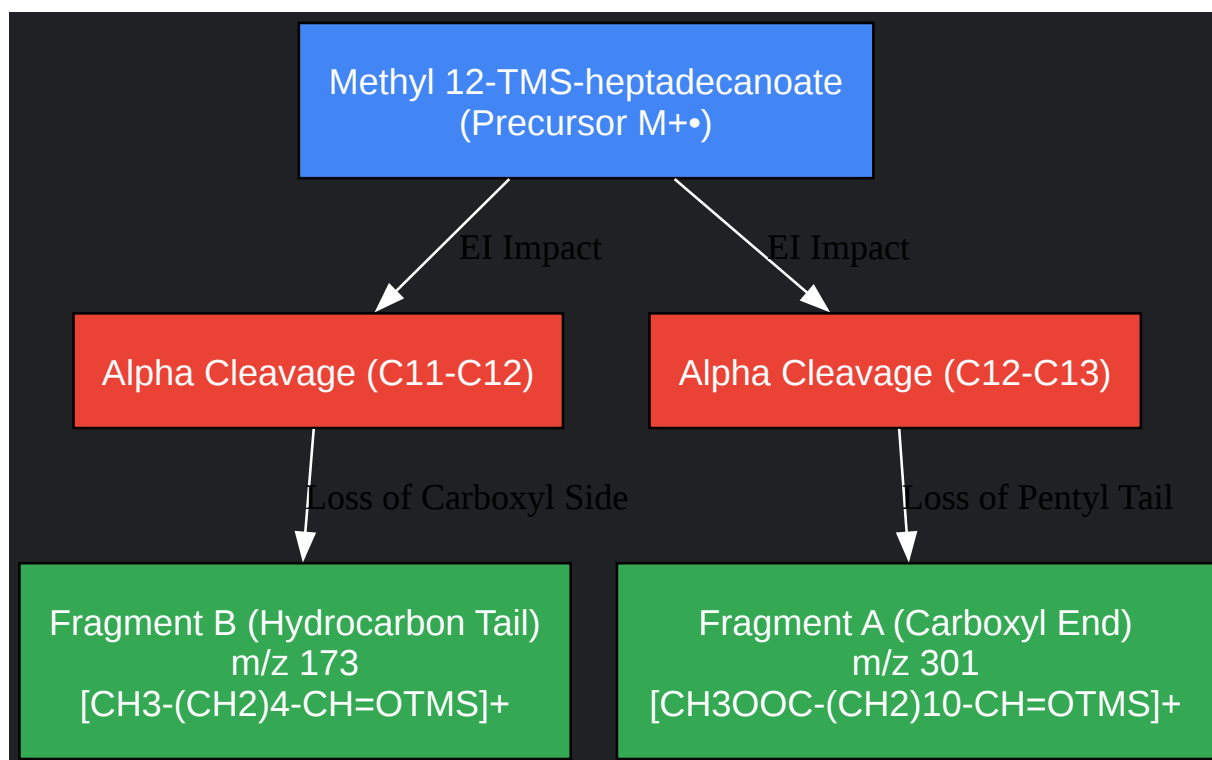 Methyl 12-TMS-heptadecanoate
(Precursor M+•)
EI Impact
EI Impact
Alpha Cleavage (C11-C12)
Alpha Cleavage (C12-C13)
Loss of Carboxyl Side
Loss of Pentyl Tail
Fragment B (Hydrocarbon Tail)
m/z 173
[CH3-(CH2)4-CH=OTMS]+
Fragment A (Carboxyl End)
m/z 301
[CH3OOC-(CH2)10-CH=OTMS]+